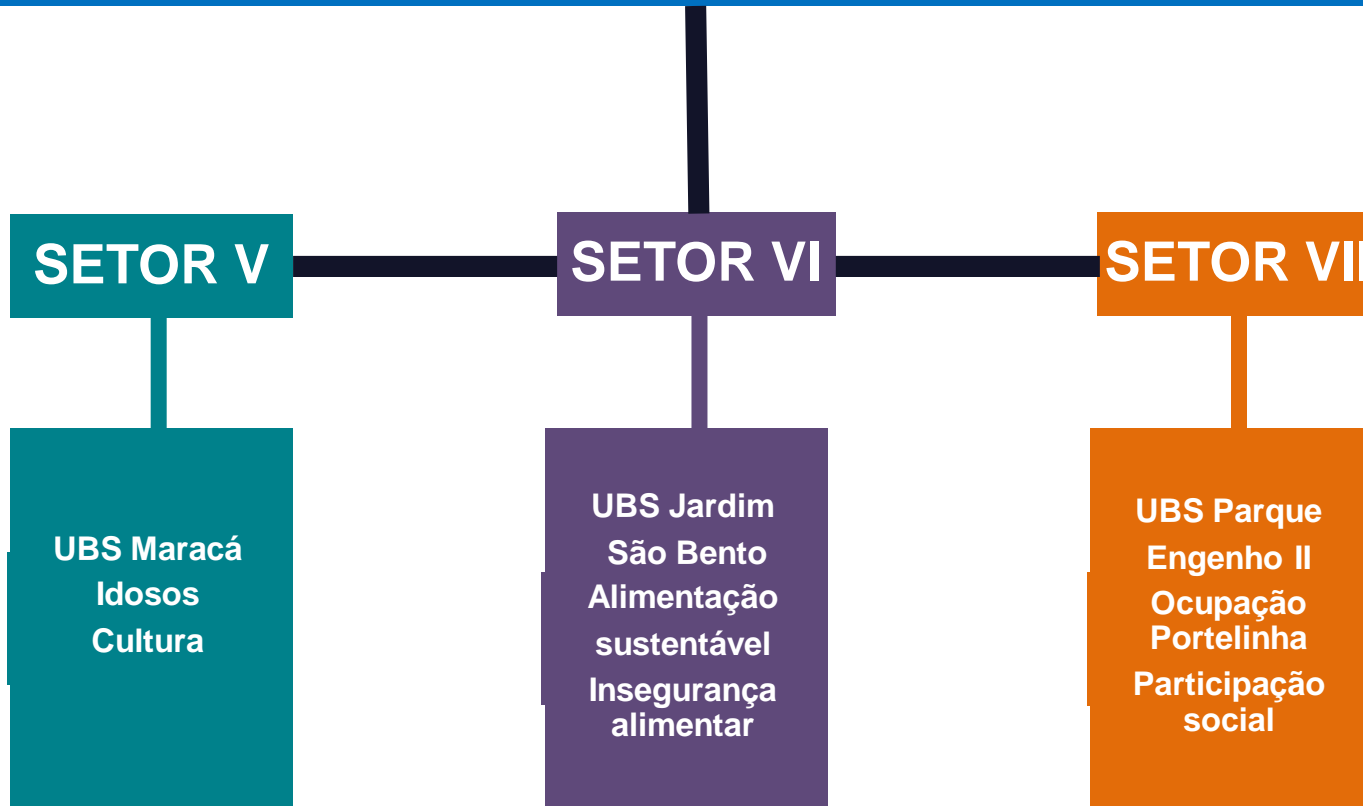 SETOR V
SETOR VI
SETOR VII
UBS Maracá
Idosos
Cultura
UBS Jardim
São Bento
Alimentação
sustentável
Insegurança
alimentar
UBS Parque
Engenho II
Ocupação
Portelinha
Participação
social